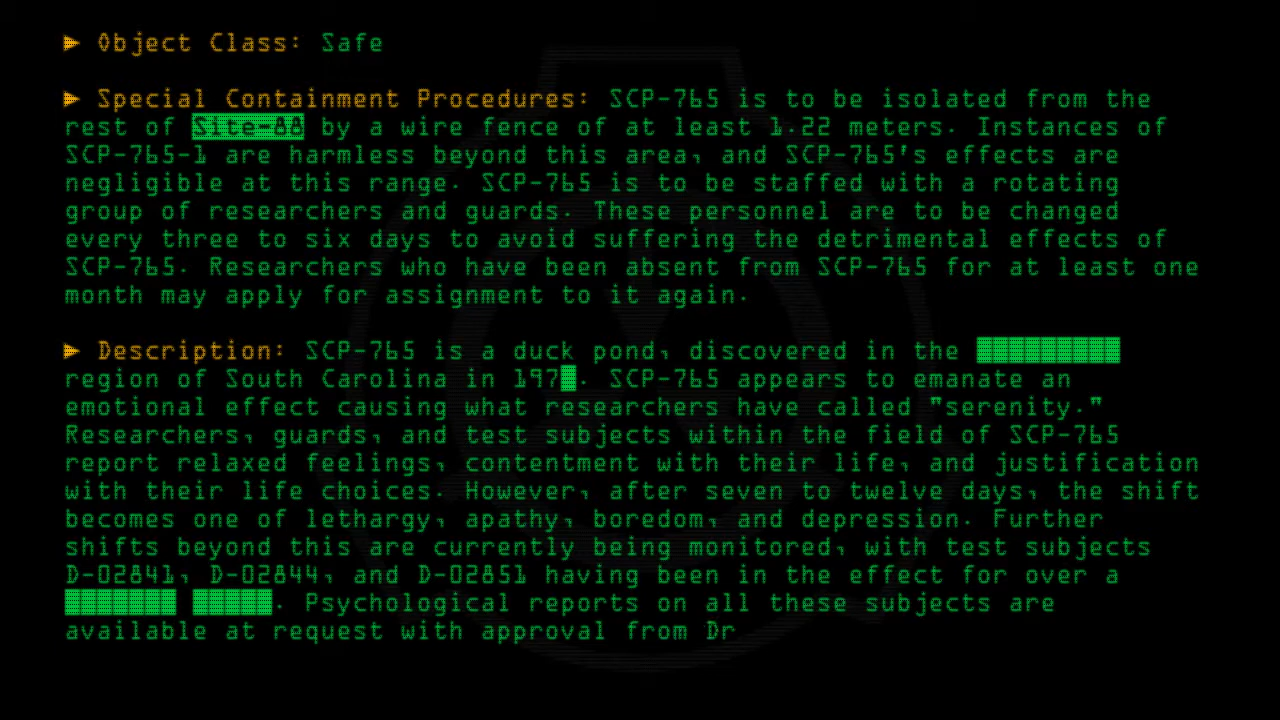 ► Object Class: Safe
► Special Containment Procedures: SCP-765 is to be isolated from the
rest of Site-88 by a wire fence of at least 1.22 meters. Instances of
SCP-765-1 are harmless beyond this area, and SCP-765's effects are
negligible at this range. SCP-765 is to be staffed with a rotating
group of researchers and guards. These personnel are to be changed
every three to six days to avoid suffering the detrimental effects of
SCP-765. Researchers who have been absent from SCP-765 for at least one
month may apply for assignment to it again.
► Description: SCP-765 is a duck pond, discovered in the █████████
region of South Carolina in 197█. SCP-765 appears to emanate an
emotional effect causing what researchers have called "serenity."
Researchers, guards, and test subjects within the field of SCP-765
report relaxed feelings, contentment with their life, and justification
with their life choices. However, after seven to twelve days, the shift
becomes one of lethargy, apathy, boredom, and depression. Further
shifts beyond this are currently being monitored, with test subjects
D-02841, D-02844, and D-02851 having been in the effect for over a
███████ █████. Psychological reports on all these subjects are
available at request with approval from Dr